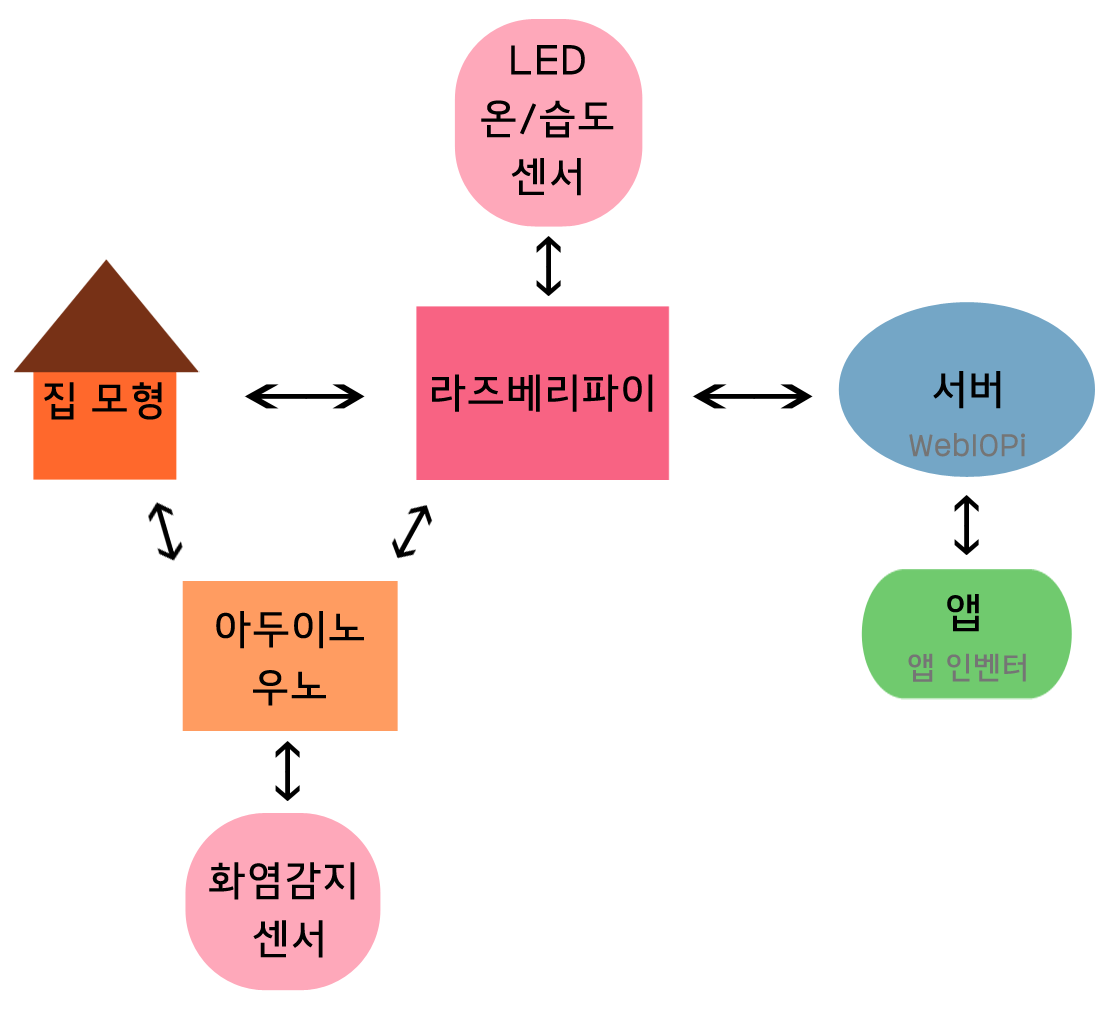 LED
온/습도
센서
집 모형
라즈베리파이
서버
WebIOPi
아두이노
우노
앱
앱 인벤터
화염감지
센서